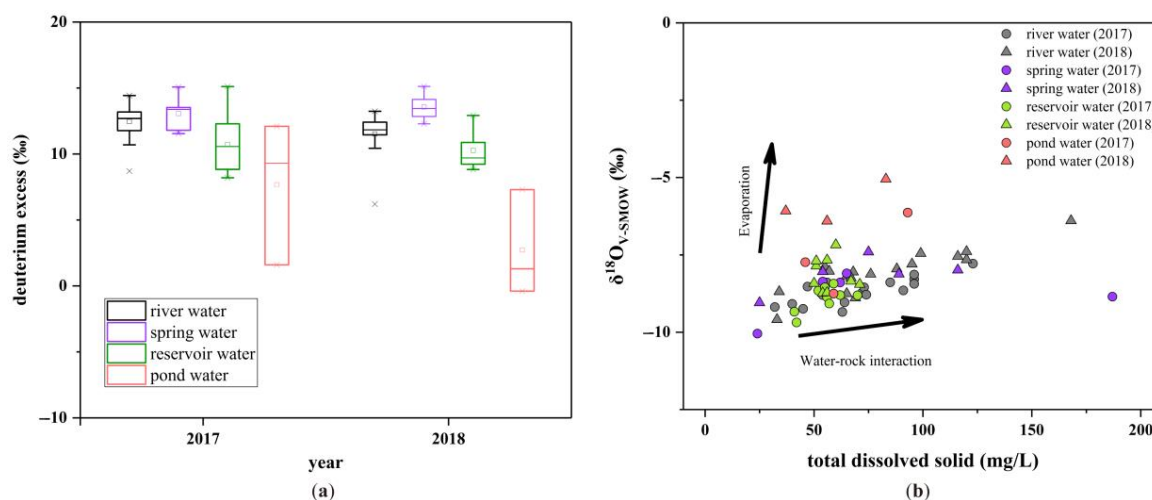 20
10
0
−10
deuterium excess (‰)
river water
spring water
reservoir water
pond water
2017
2018
year
(a)
0
−5
−10
δ18OV-SMOW (‰)
river water (2017)
river water (2018)
spring water (2017)
spring water (2018)
reservoir water (2017
reservoir water (2018
pond water (2017)
pond water (2018)
Evaporation
Water-rock interaction
0
50
100
150
200
total dissolved solid (mg/L)
(b)